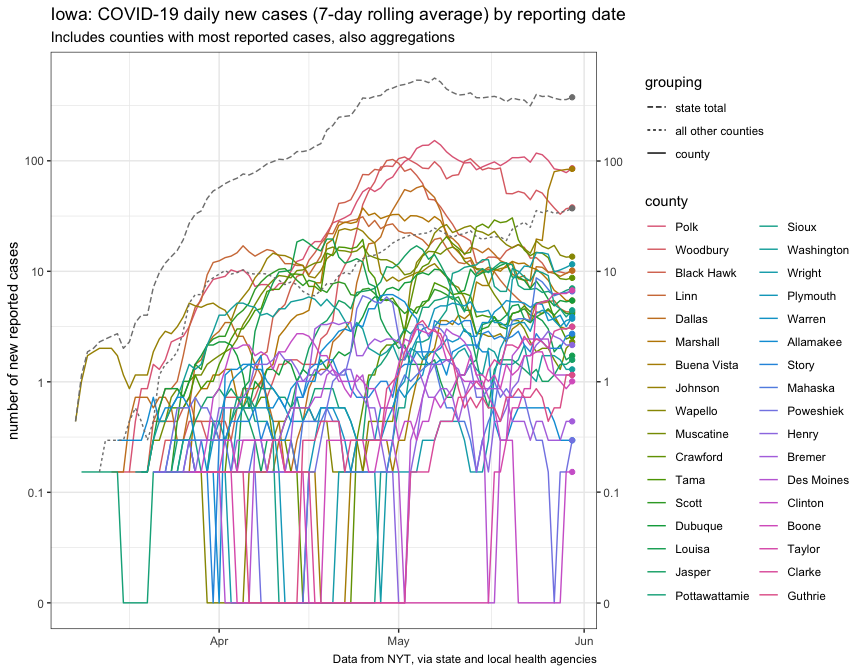 Iowa: COVID-19 daily new cases (7-day rolling average) by reporting date
Includes counties with most reported cases, also aggregations
number of new reported cases
100
10
1
0.1
0
100
10
1
0.1
0
Apr
May
Jun
Data from NYT, via state and local health agencies
grouping
state total
all other counties
county
county
Polk
Woodbury
Black Hawk
Linn
Dallas
Marshall
Buena Vista
Johnson
Wapello
Muscatine
Crawford
Tama
Scott
Dubuque
Louisa
Jasper
Pottawattamie
Sioux
Washington
Wright
Plymouth
Warren
Allamakee
Story
Mahaska
Poweshiek
Henry
Bremer
Des Moines
Clinton
Boone
Taylor
Clarke
Guthrie